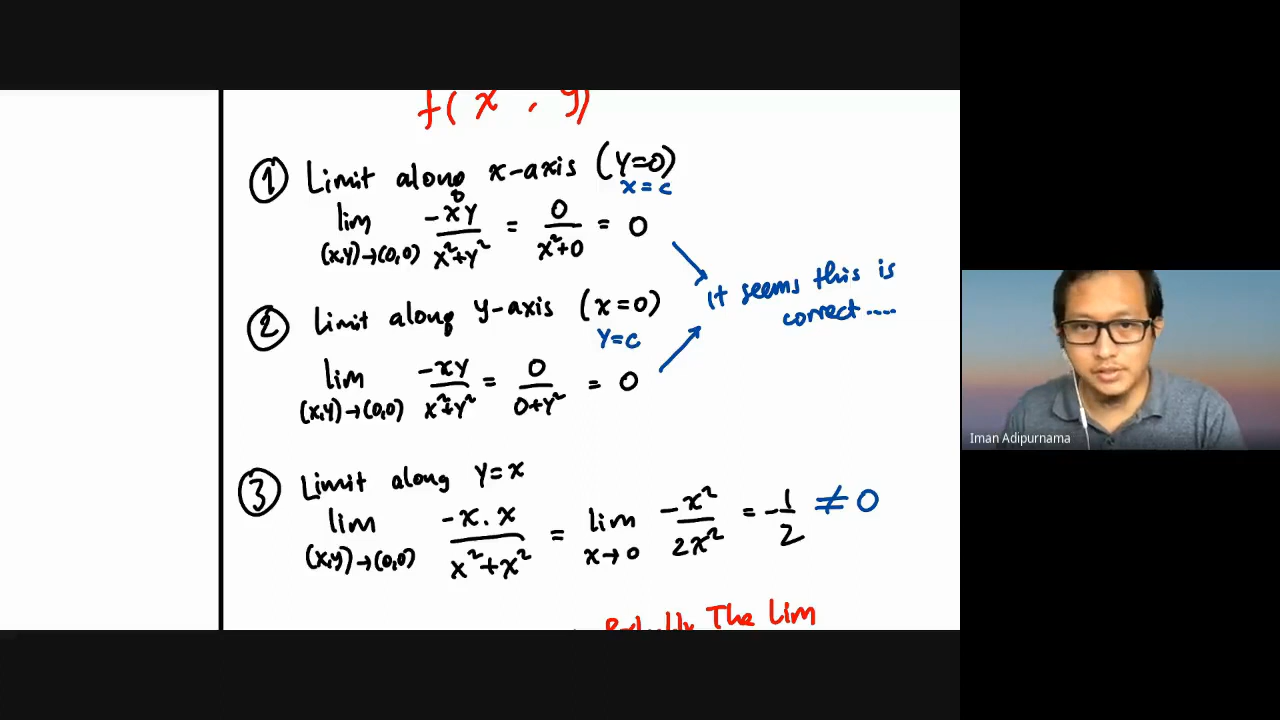 f(x, y)
① Limit along x-axis (y=0)
x = c
lim (x,y)→(0,0) -xy/x²+y² = 0/x²+0 = 0
it seems this is
correct....
② Limit along y-axis (x=0)
y=c
lim (x,y)→(0,0) -xy/x²+y² = 0/0+y² = 0
③ Limit along y=x
lim (x,y)→(0,0) -x.x/x²+x² = lim x→0 -x²/2x² = -1/2 ≠ 0
The Lim
Iman Adipurnama